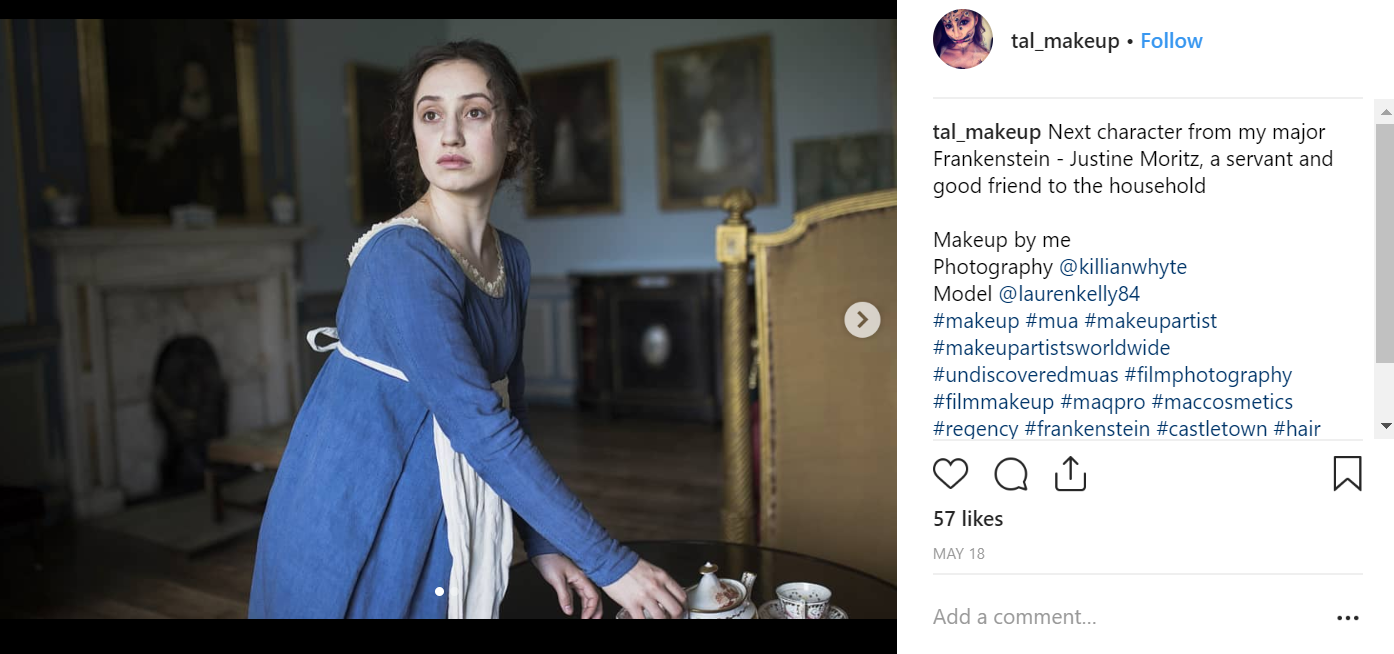 tal_makeup • Follow
tal_makeup Next character from my major
Frankenstein - Justine Moritz, a servant and
good friend to the household
Makeup by me
Photography @killianwhyte
Model @laurenkelly84
#makeup #mua #makeupartist
#makeupartistsworldwide
#undiscoveredmuas #filmphotography
#filmmakeup #maqpro #maccosmetics
#regency #frankenstein #castletown #hair
57 likes
MAY 18
Add a comment...